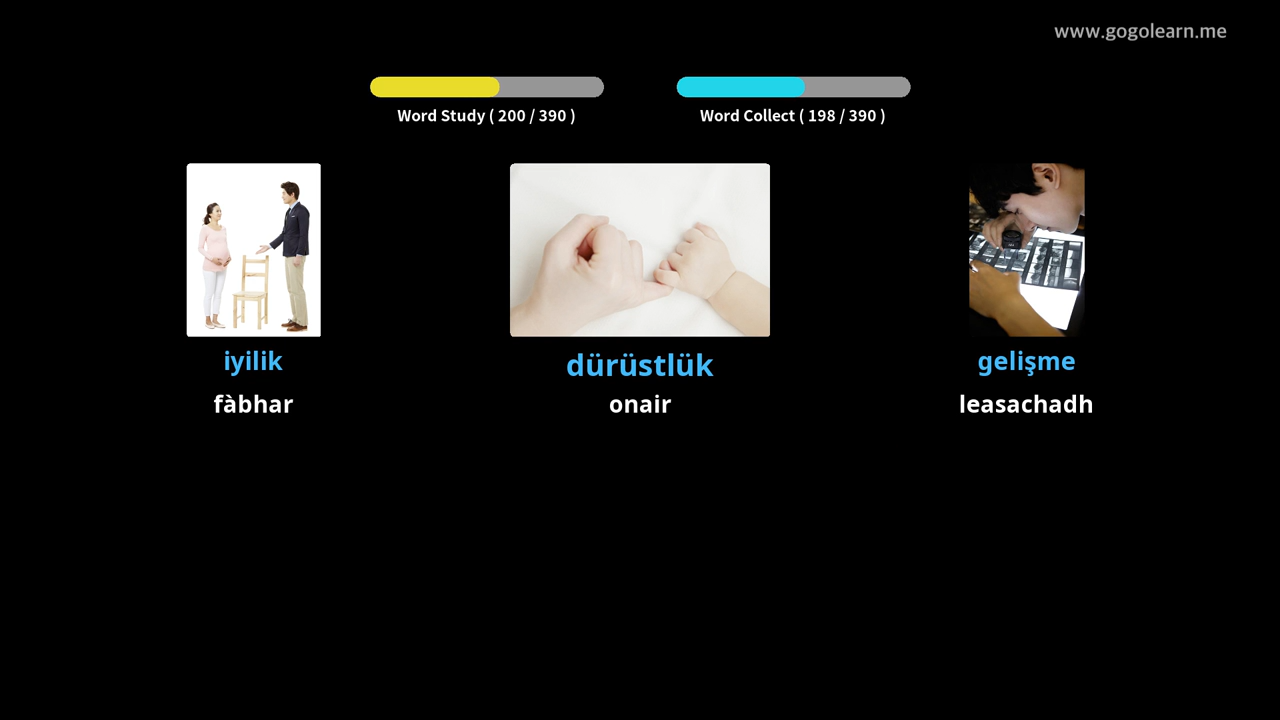 www.gogolearn.me
Word Study ( 200 / 390 )
Word Collect ( 198 / 390 )
iyilik
fàbhar
dürüstlük
onair
gelişme
leasachadh